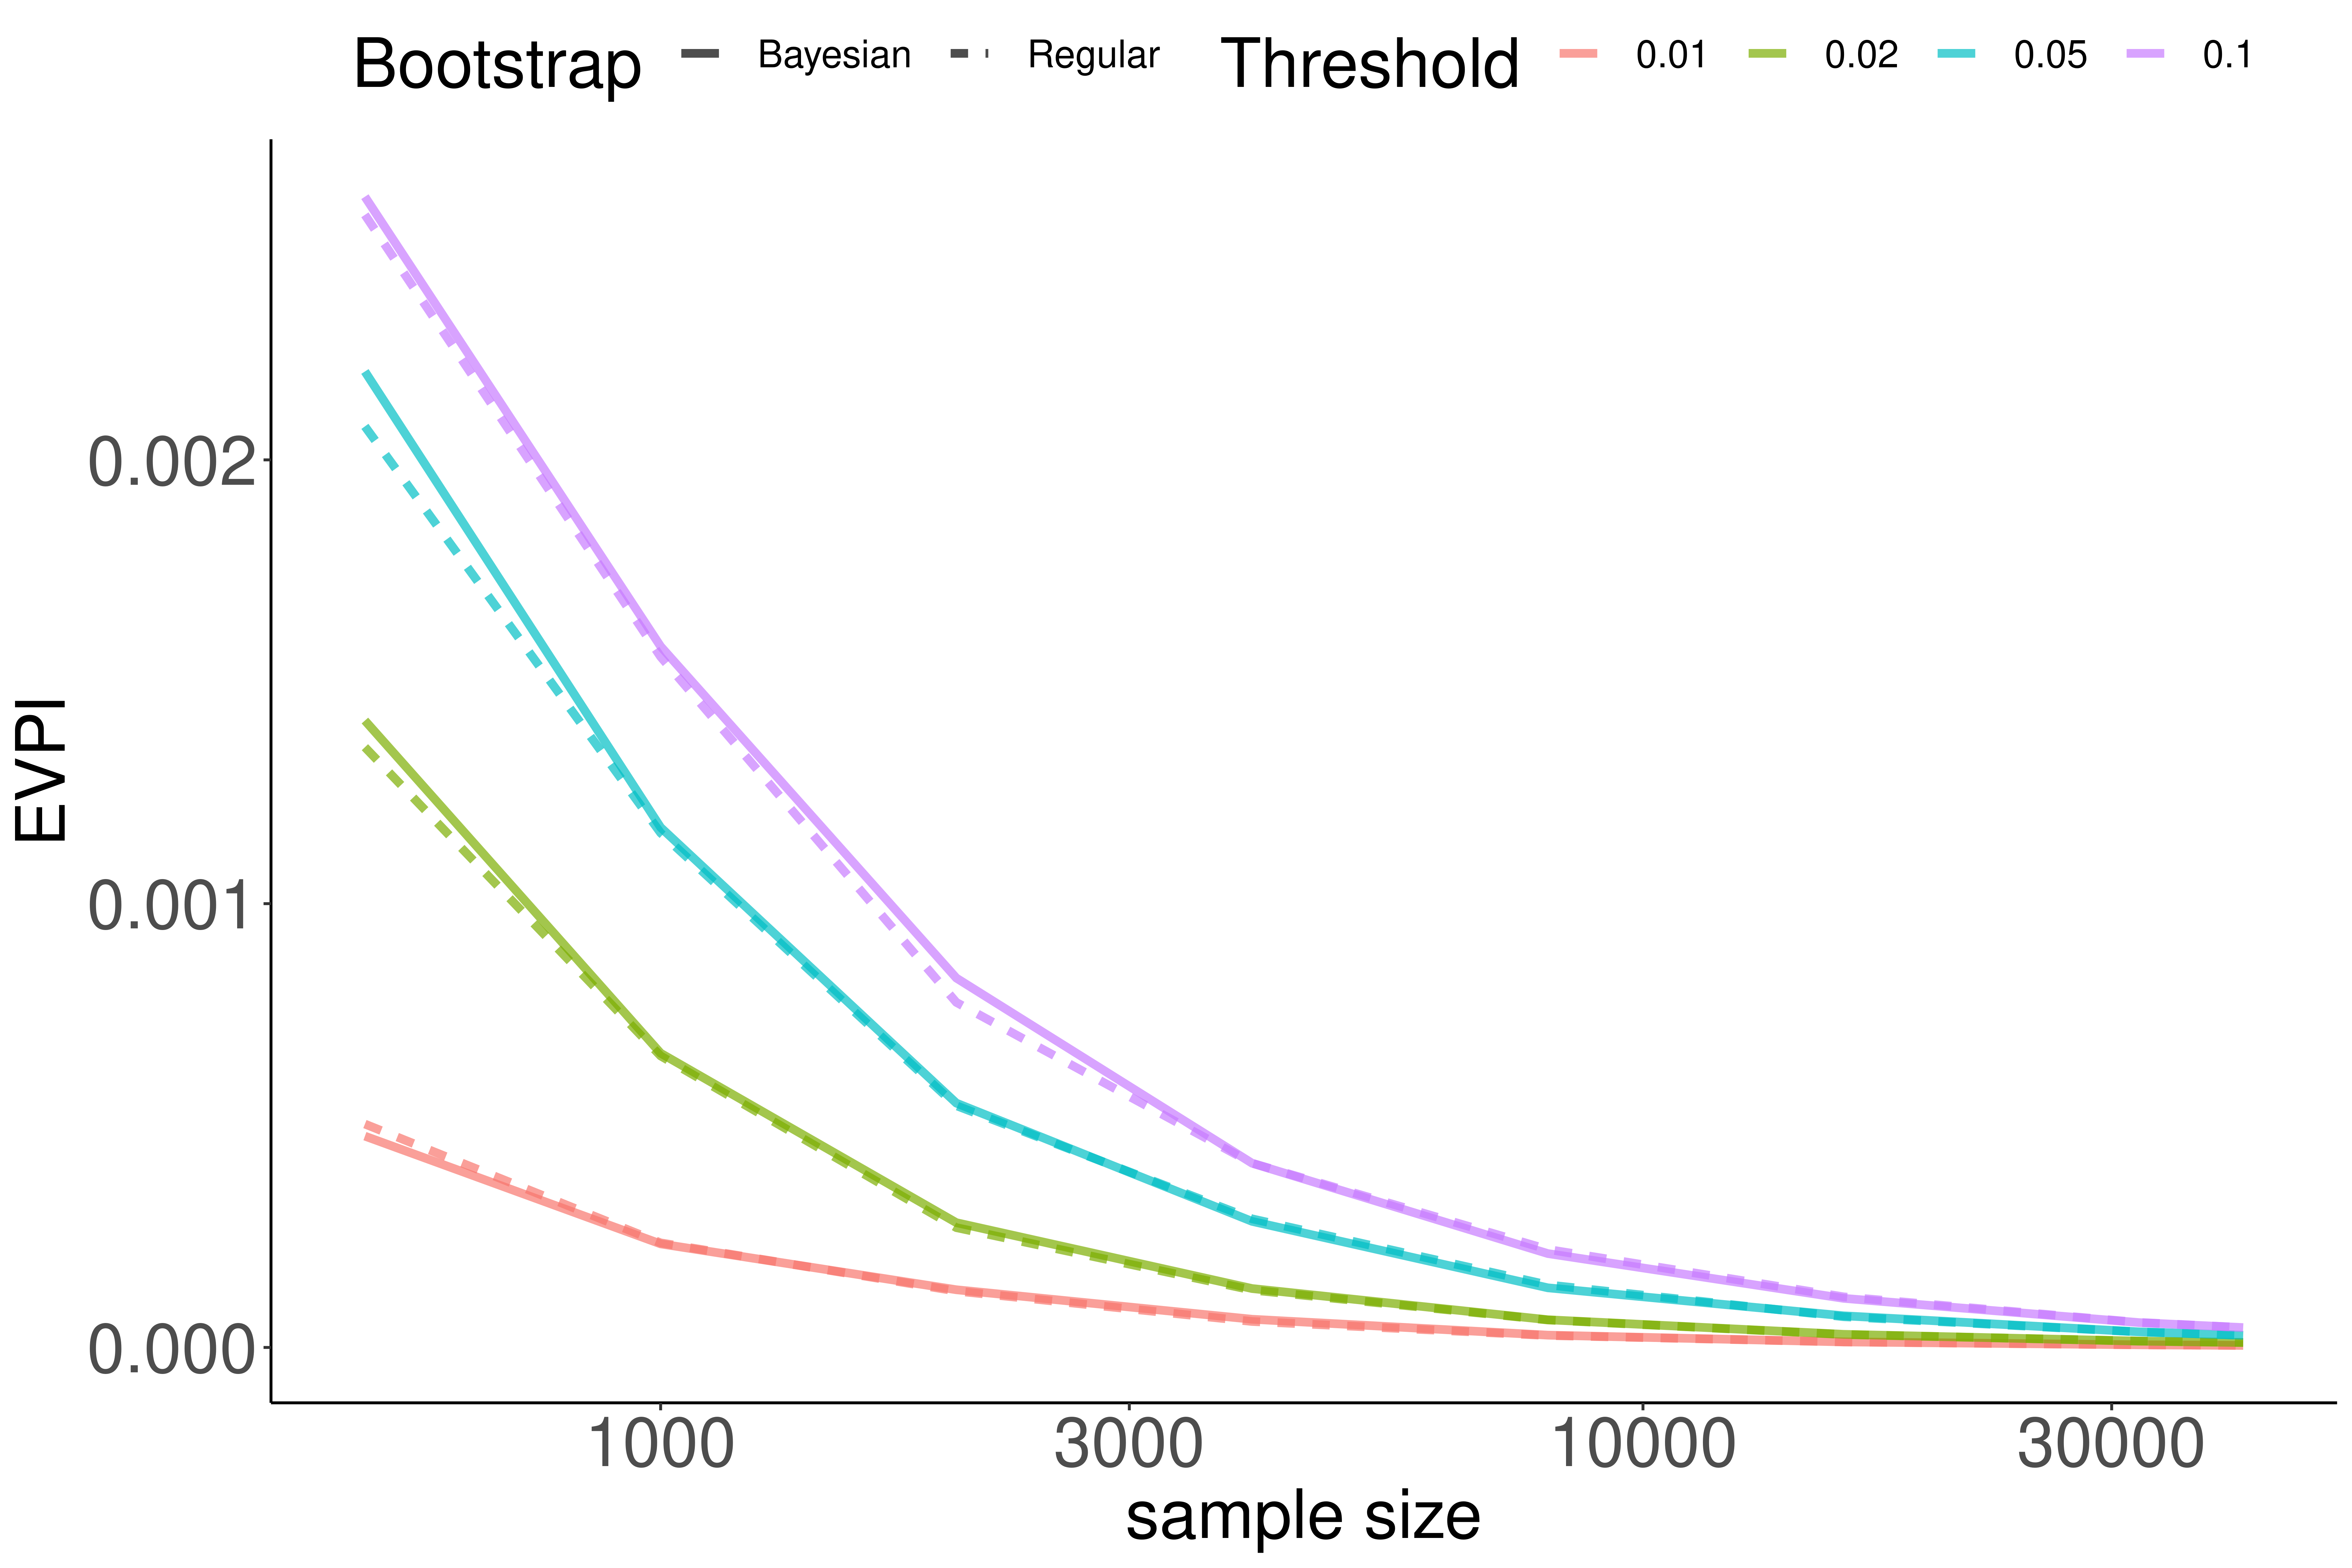 Bootstrap Bayesian Regular Threshold 0.01 0.02 0.05 0.1
EVPI
0.002
0.001
0.000
1000 3000 10000 30000
sample size